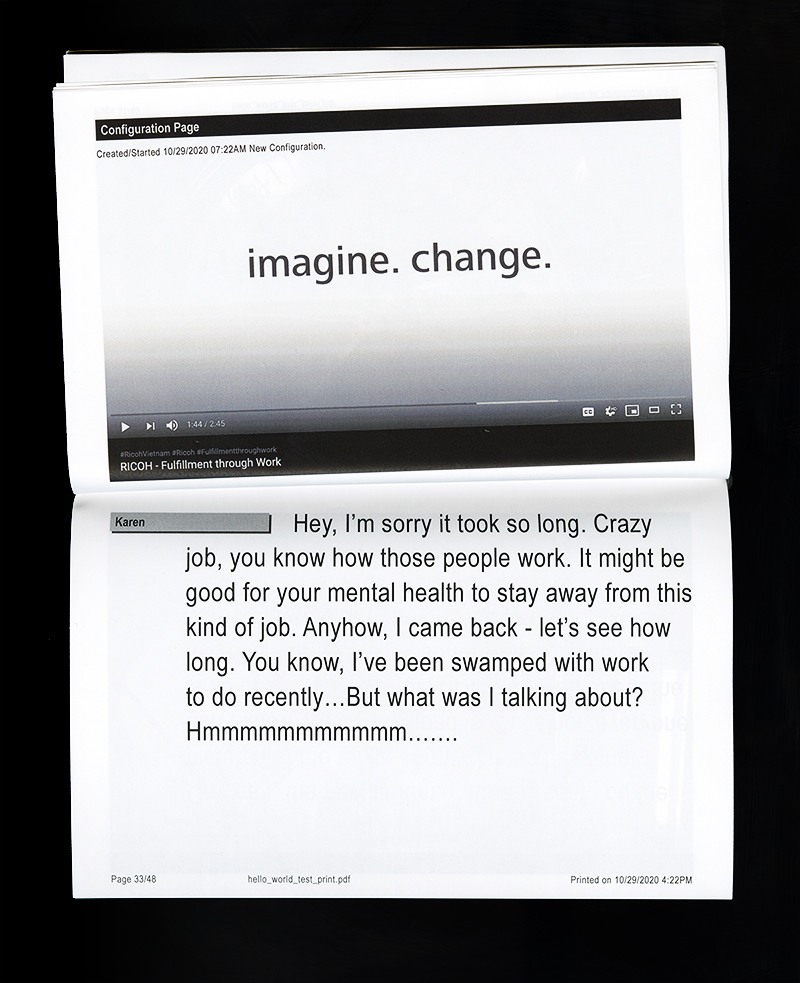 Configuration Page
Created/Started 10/29/2020 07:22AM New Configuration.
imagine. change.
CC
1:44 / 2:45
#RicohVietnam #Ricoh #Fulfillmentthroughwork
RICOH - Fulfillment through Work
Karen
Hey, I’m sorry it took so long. Crazy
job, you know how those people work. It might be
good for your mental health to stay away from this
kind of job. Anyhow, I came back - let’s see how
long. You know, I’ve been swamped with work
to do recently…But what was I talking about?
Hmmmmmmmmmmm…….
Page 33/48 hello_world_test_print.pdf Printed on 10/29/2020 4:22PM